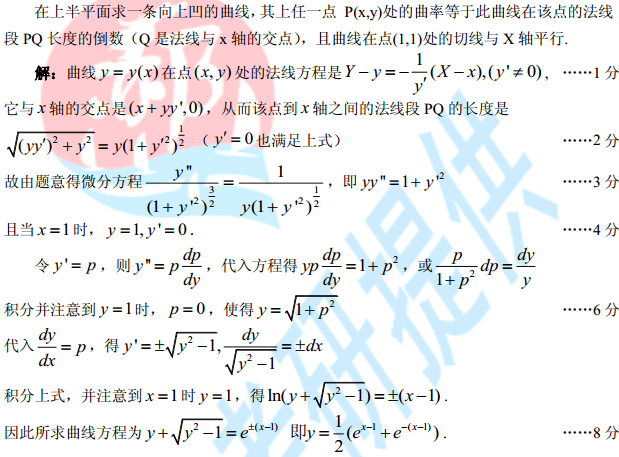 在上半平面求一条向上凹的曲线,其上任一点 P(x,y)处的曲率等于此曲线在该点的法线
段 PQ 长度的倒数（Q 是法线与 x 轴的交点），且曲线在点(1,1)处的切线与 X 轴平行.
解：曲线 y = y(x) 在点 (x, y) 处的法线方程是 Y − y = −\frac{1}{y'}(X − x),(y' ≠ 0)， ……1 分
它与 x 轴的交点是 (x + yy',0)，从而该点到 x 轴之间的法线段 PQ 的长度是
\sqrt{(yy')^2 + y^2} = y(1 + y'^2)^{\frac{1}{2}} （ y' = 0 也满足上式） ……2 分
故由题意得微分方程 \frac{y''}{(1 + y'^2)^{\frac{3}{2}}} = \frac{1}{y(1 + y'^2)^{\frac{1}{2}}}，即 yy'' = 1 + y'^2 ……3 分
且当 x = 1 时，y = 1, y' = 0. ……4 分
令 y' = p，则 y'' = p\frac{dp}{dy}，代入方程得 yp\frac{dp}{dy} = 1 + p^2，或 \frac{p}{1 + p^2}dp = \frac{dy}{y}
积分并注意到 y = 1 时，p = 0，使得 y = \sqrt{1 + p^2} ……6 分
代入 \frac{dy}{dx} = p，得 y' = ±\sqrt{y^2 − 1}, \frac{dy}{\sqrt{y^2 − 1}} = ±dx
积分上式，并注意到 x = 1 时 y = 1，得 ln(y + \sqrt{y^2 − 1}) = ±(x − 1).
因此所求曲线方程为 y + \sqrt{y^2 − 1} = e^{±(x−1)} 即 y = \frac{1}{2}(e^{x−1} + e^{−(x−1)}). ……8 分
考研提供